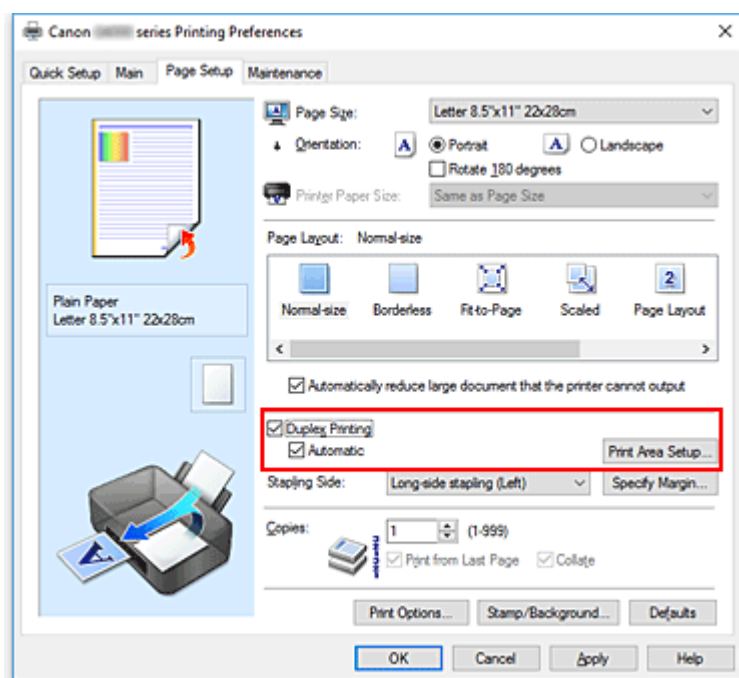 Canon series Printing Preferences
Quick Setup Main Page Setup Maintenance
Page Size: Letter 8.5"x11" 22x28cm
Orientation: A Portrait A Landscape
Rotate 180 degrees
Printer Paper Size: Same as Page Size
Page Layout: Normal-size
2
Normal-size Borderless Fit-to-Page Scaled Page Layout
Plain Paper
Letter 8.5"x11" 22x28cm
Automatically reduce large document that the printer cannot output
Duplex Printing
Automatic Print Area Setup...
Stapling Side: Long-side stapling (Left) Specify Margin...
Copies: 1 (1-999)
Print from Last Page Collate
A
Print Options... Stamp/Background... Defaults
OK Cancel Apply Help